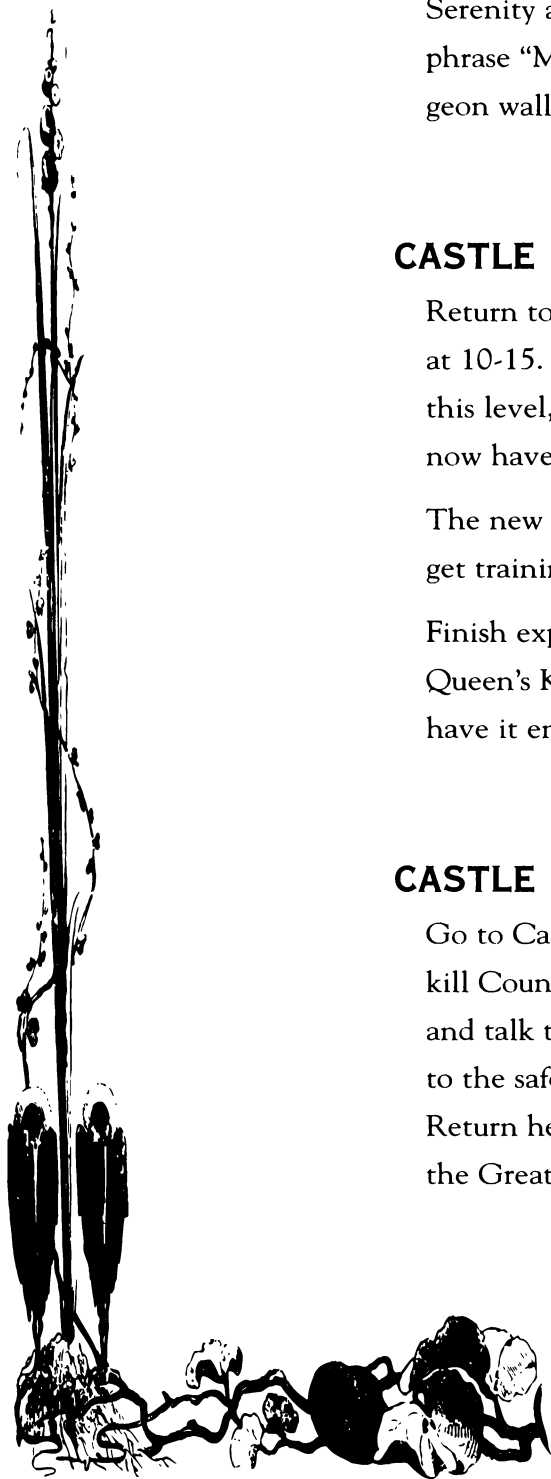 Serenity
phrase “M
geon wall
CASTLE
Return to
at 10-15.
this level,
now have
The new
get trainin
Finish exp
Queen’s K
have it en
CASTLE
Go to Ca
kill Coun
and talk t
to the safe
Return he
the Great